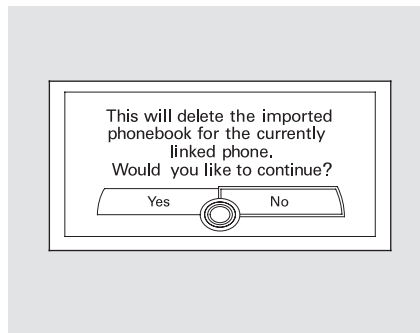 This will delete the imported
phonebook for the currently
linked phone.
Would you like to continue?
Yes No